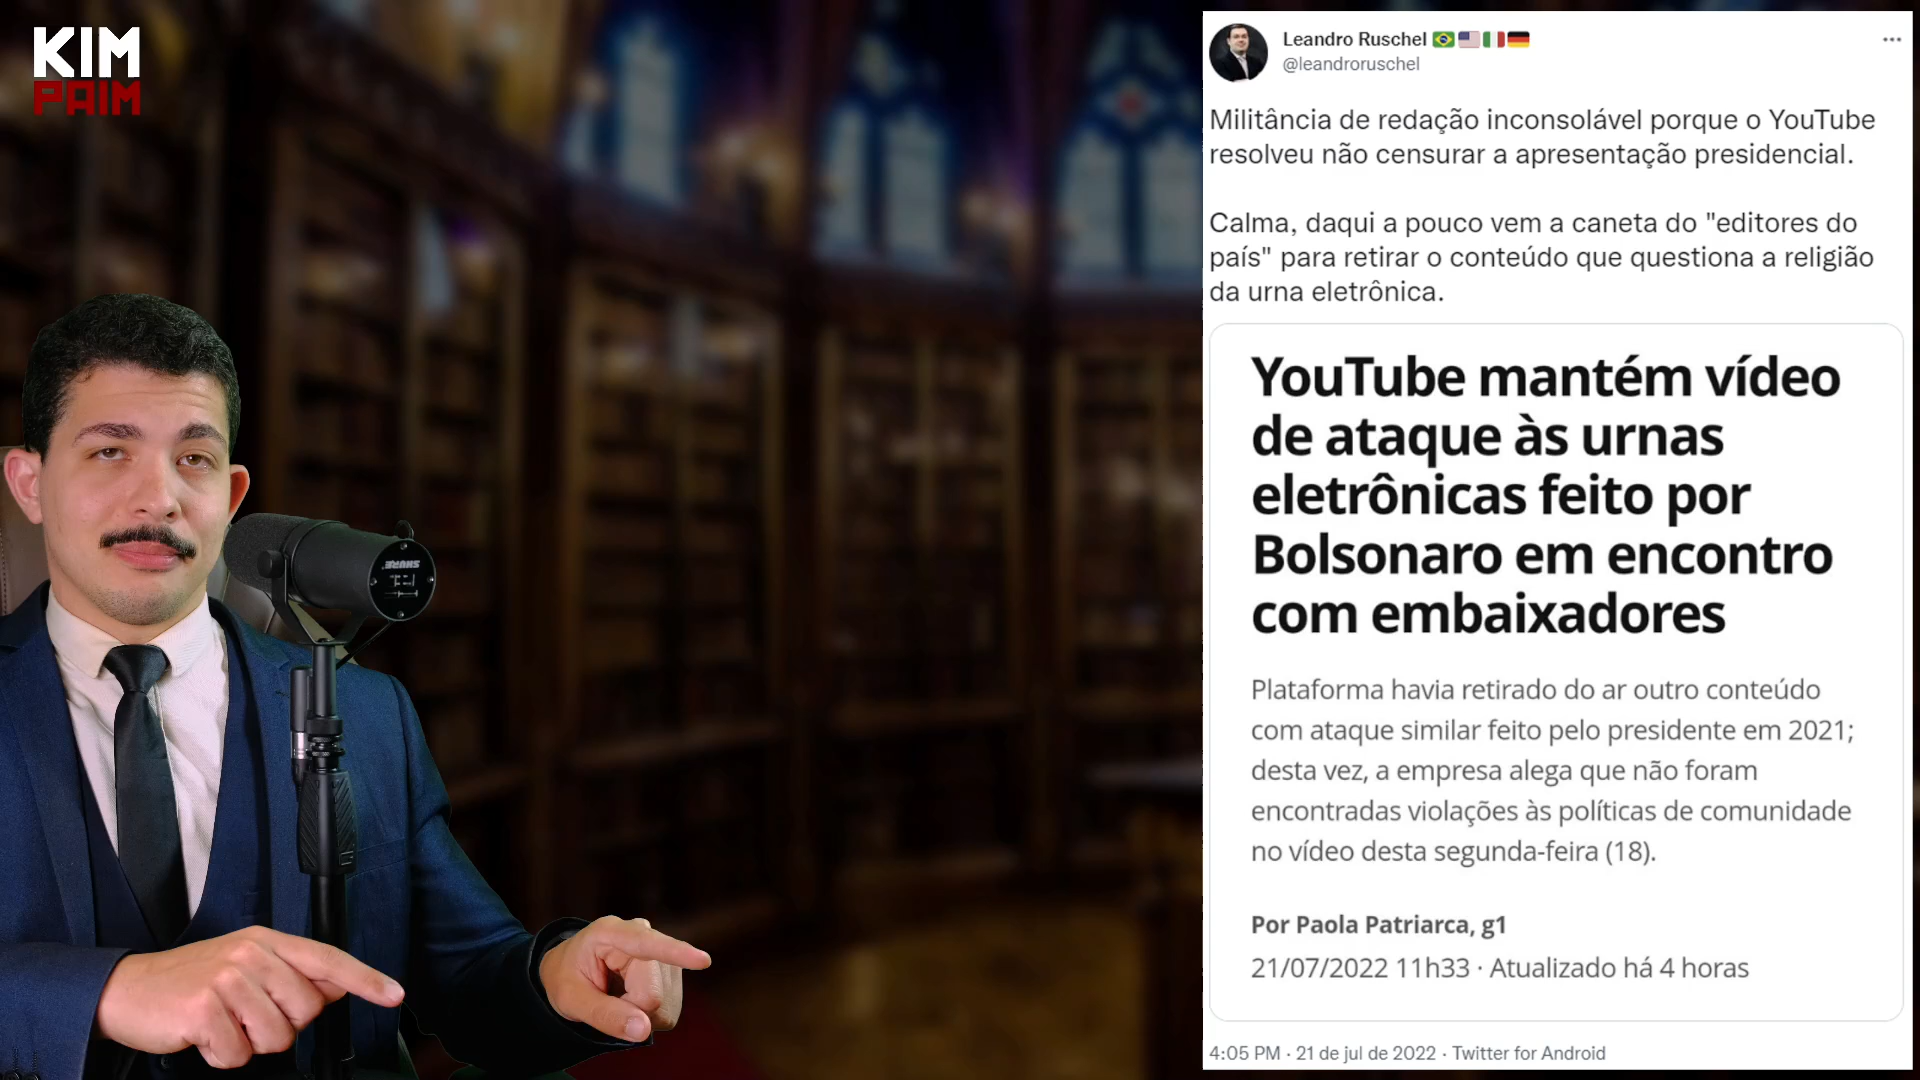 KIM
PAIM
Leandro Ruschel
@leandroruschel
Militância de redação inconsolável porque o YouTube
resolveu não censurar a apresentação presidencial.
Calma, daqui a pouco vem a caneta do "editores do
país" para retirar o conteúdo que questiona a religião
da urna eletrônica.
YouTube mantém vídeo
de ataque às urnas
eletrônicas feito por
Bolsonaro em encontro
com embaixadores
Plataforma havia retirado do ar outro conteúdo
com ataque similar feito pelo presidente em 2021;
desta vez, a empresa alega que não foram
encontradas violações às políticas de comunidade
no vídeo desta segunda-feira (18).
Por Paola Patriarca, g1
21/07/2022 11h33 · Atualizado há 4 horas
4:05 PM · 21 de jul de 2022 · Twitter for Android
SHURE